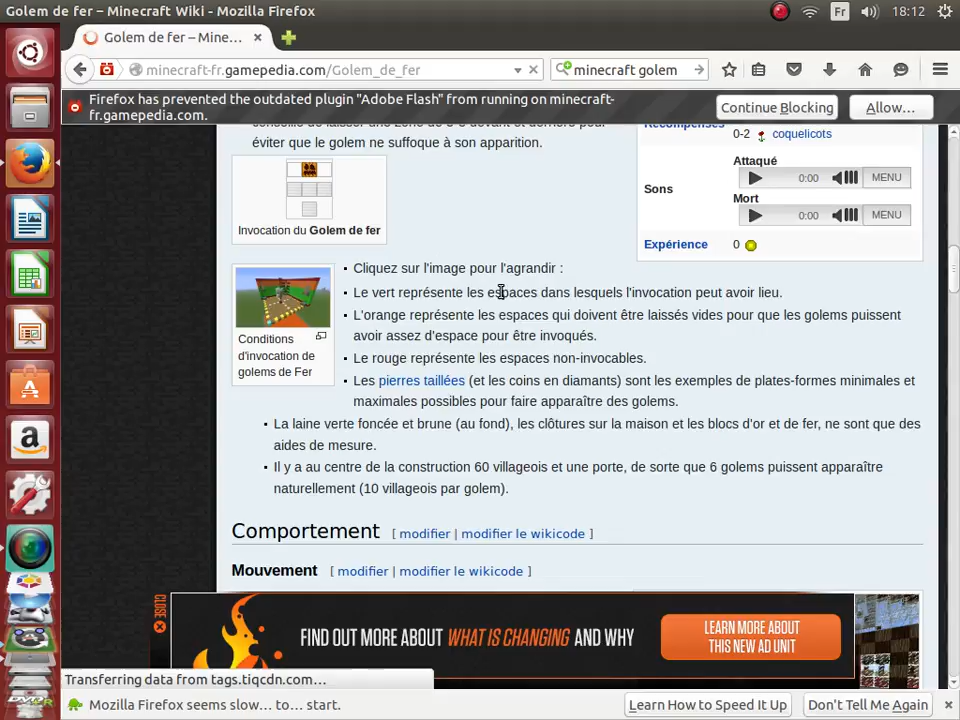 Golem de fer – Minecraft Wiki - Mozilla Firefox
Fr
18:12
Golem de fer – Mine...
minecraft-fr.gamepedia.com/Golem_de_fer
minecraft golem
Firefox has prevented the outdated plugin "Adobe Flash" from running on minecraft-
fr.gamepedia.com.
Continue Blocking
Allow...
éviter que le golem ne suffoque à son apparition.
Invocation du Golem de fer
Récompenses
0-2 coquelicots
Sons
Attaqué
0:00 MENU
Mort
0:00 MENU
Expérience 0
Conditions
d'invocation de
golems de Fer
Cliquez sur l'image pour l'agrandir :
Le vert représente les espaces dans lesquels l'invocation peut avoir lieu.
L'orange représente les espaces qui doivent être laissés vides pour que les golems puissent
avoir assez d'espace pour être invoqués.
Le rouge représente les espaces non-invocables.
Les pierres taillées (et les coins en diamants) sont les exemples de plates-formes minimales et
maximales possibles pour faire apparaître des golems.
La laine verte foncée et brune (au fond), les clôtures sur la maison et les blocs d'or et de fer, ne sont que des
aides de mesure.
Il y a au centre de la construction 60 villageois et une porte, de sorte que 6 golems puissent apparaître
naturellement (10 villageois par golem).
Comportement [ modifier | modifier le wikicode ]
Mouvement [ modifier | modifier le wikicode ]
CLOSE
FIND OUT MORE ABOUT WHAT IS CHANGING AND WHY
LEARN MORE ABOUT
THIS NEW AD UNIT
Transferring data from tags.tiqcdn.com...
Mozilla Firefox seems slow... to... start.
Learn How to Speed It Up
Don't Tell Me Again